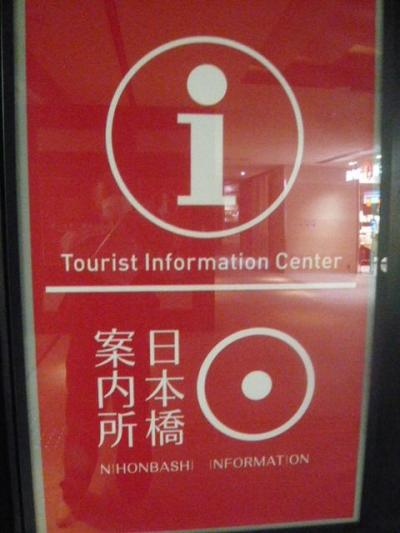 i
Tourist Information Center
日本橋
案内所
NIHONBASHI INFORMATION